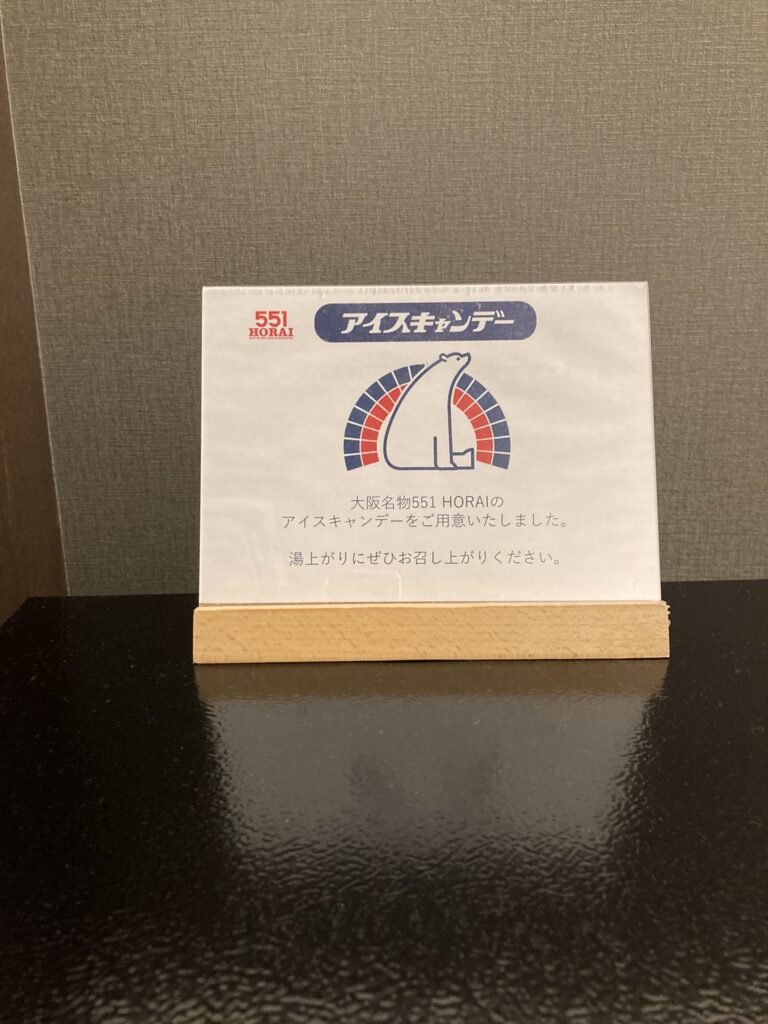 551
HORAI
アイスキャンデー
大阪名物551 HORAIの
アイスキャンデーをご用意いたしました。
湯上がりにぜひお召し上がりください。